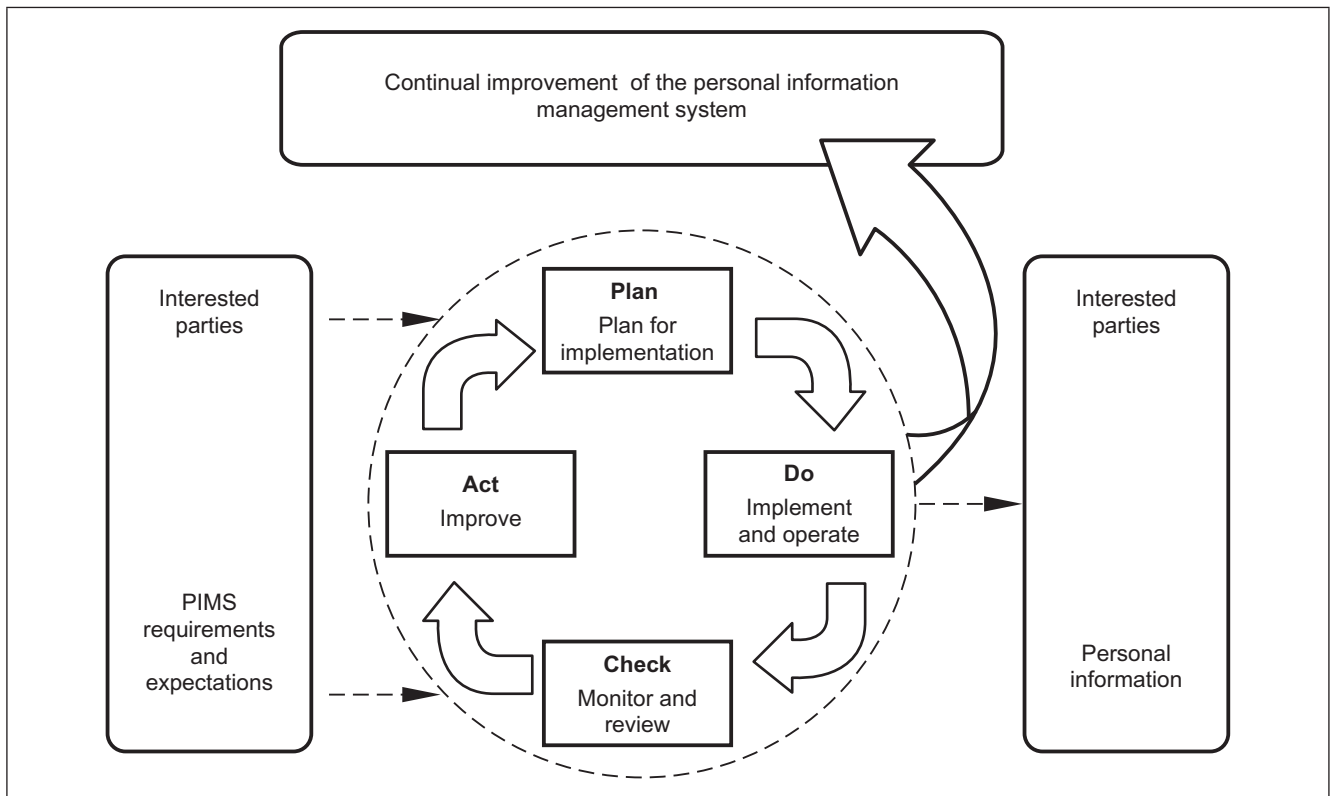 Continual improvement of the personal information
management system
Interested
parties
PIMS
requirements
and
expectations
Plan
Plan for
implementation
Act
Improve
Do
Implement
and operate
Check
Monitor and
review
Interested
parties
Personal
information